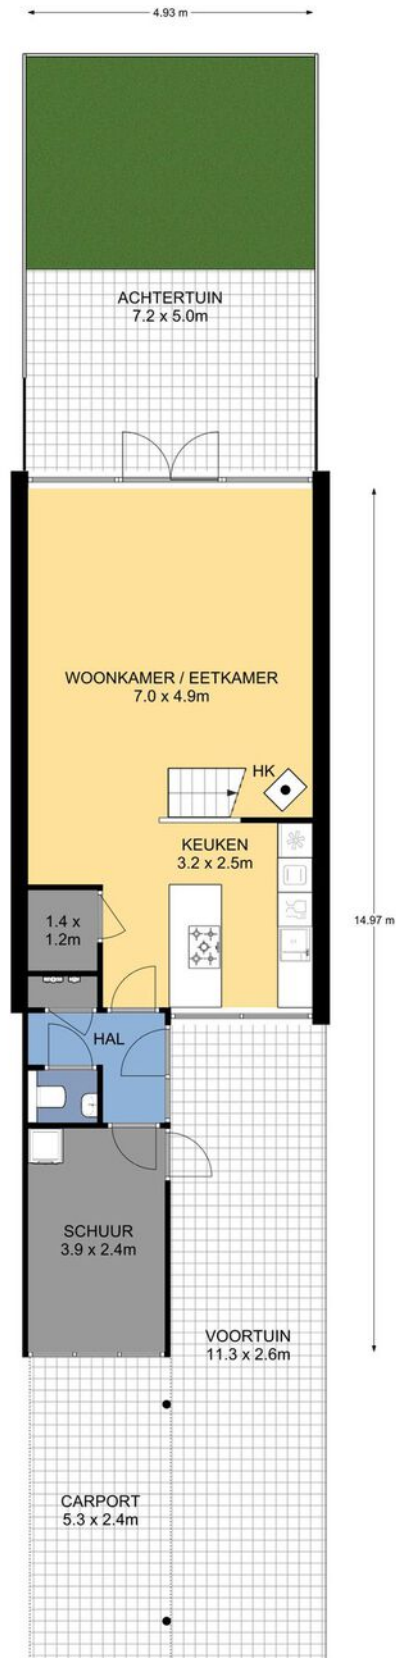 4.93 m
ACHTERTUIN
7.2 x 5.0m
WOONKAMER / EETKAMER
7.0 x 4.9m
HK
KEUKEN
3.2 x 2.5m
1.4 x
1.2m
14.97 m
HAL
SCHUUR
3.9 x 2.4m
VOORTUIN
11.3 x 2.6m
CARPORT
5.3 x 2.4m